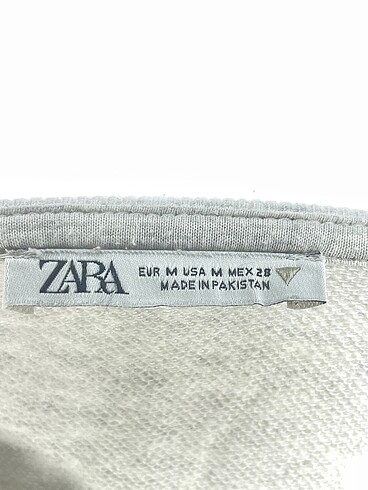 ZARA
EUR M USA M MEX 28
MADE IN PAKISTAN